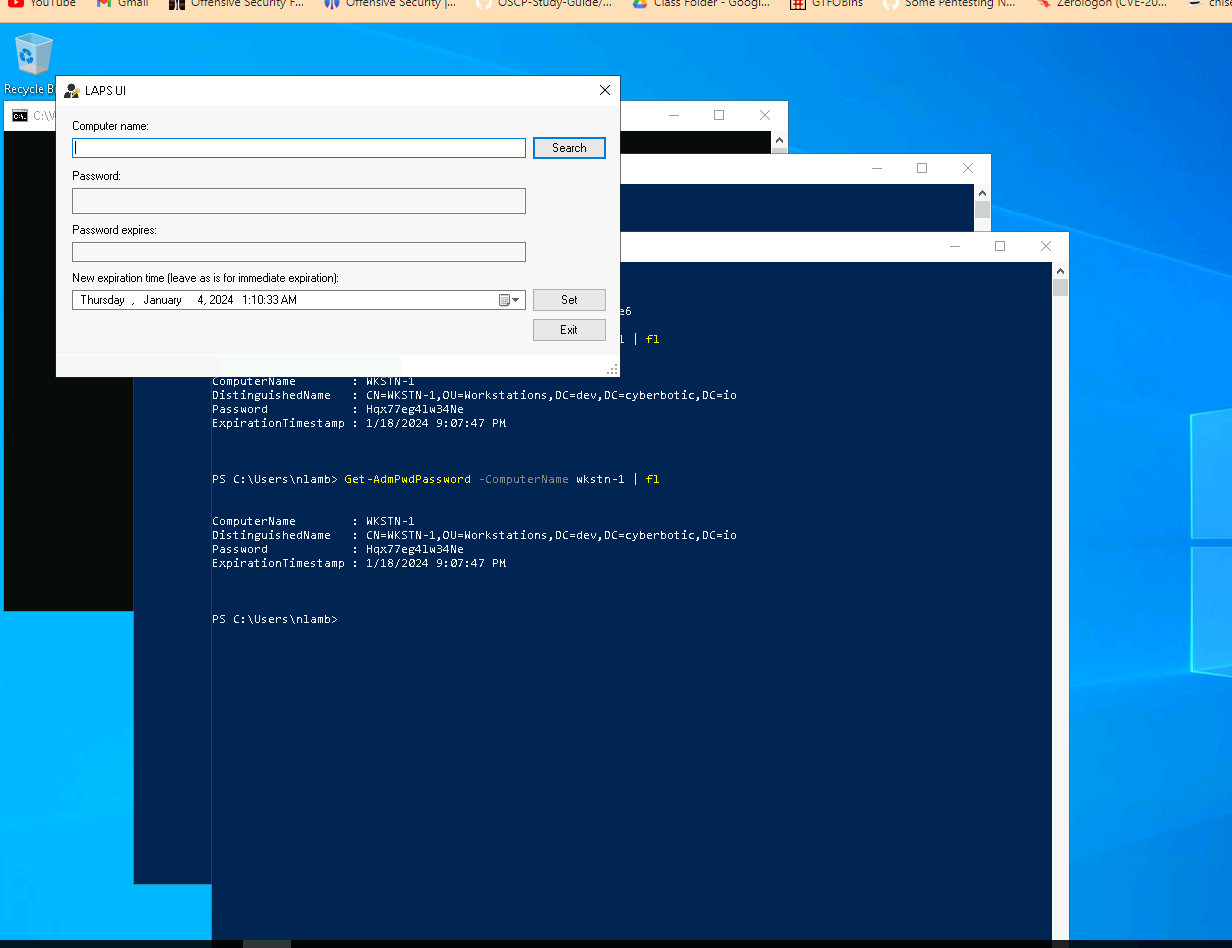 YouTube
Gmail
Offensive Security F...
Offensive Security |...
OSCP-Study-Guide/...
Class Folder - Googl...
GTFOBins
Some Pentesting N...
Zerologon (CVE-20...
chise
Recycle B
LAPS UI
C:\V
Computer name:
Search
Password:
Password expires:
New expiration time (leave as is for immediate expiration):
Thursday , January 4, 2024 1:10:33 AM
Set
Exit
e6
1 | fl
ComputerName : WKSTN-1
DistinguishedName : CN=WKSTN-1,OU=Workstations,DC=dev,DC=cyberbotic,DC=io
Password : Hqx77eg4lw34Ne
ExpirationTimestamp : 1/18/2024 9:07:47 PM
PS C:\Users\nlamb> Get-AdmPwdPassword -ComputerName wkstn-1 | fl
ComputerName : WKSTN-1
DistinguishedName : CN=WKSTN-1,OU=Workstations,DC=dev,DC=cyberbotic,DC=io
Password : Hqx77eg4lw34Ne
ExpirationTimestamp : 1/18/2024 9:07:47 PM
PS C:\Users\nlamb>